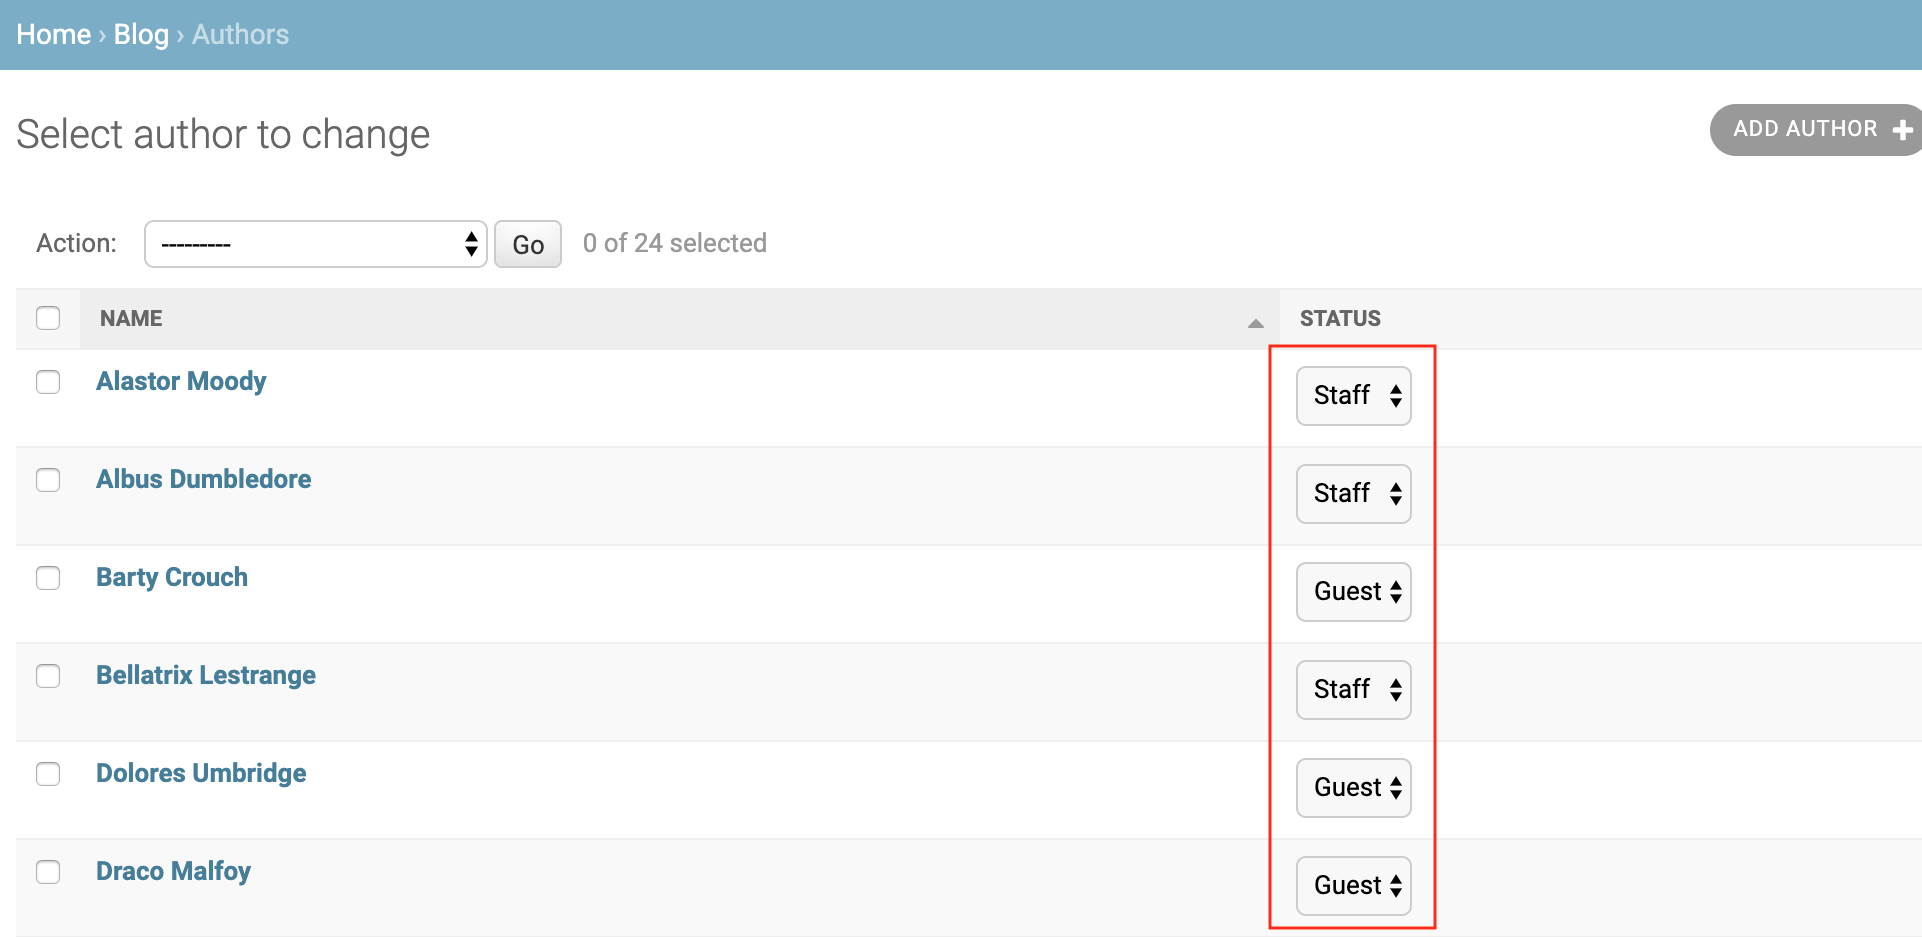 Home › Blog › Authors
Select author to change
ADD AUTHOR +
Action: --------- Go 0 of 24 selected
NAME STATUS
Alastor Moody Staff
Albus Dumbledore Staff
Barty Crouch Guest
Bellatrix Lestrange Staff
Dolores Umbridge Guest
Draco Malfoy Guest